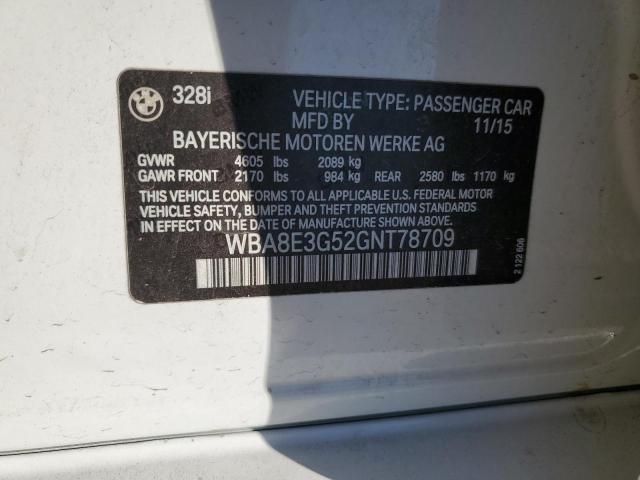 BMW 328i VEHICLE TYPE: PASSENGER CAR
MFD BY 11/15
BAYERISCHE MOTOREN WERKE AG
GVWR 4605 lbs 2089 kg
GAWR FRONT 2170 lbs 984 kg REAR 2580 lbs 1170 kg
THIS VEHICLE CONFORMS TO ALL APPLICABLE U.S. FEDERAL MOTOR
VEHICLE SAFETY, BUMPER AND THEFT PREVENTION STANDARDS
IN EFFECT ON THE DATE OF MANUFACTURE SHOWN ABOVE.
WBA8E3G52GNT78709
2 122 606